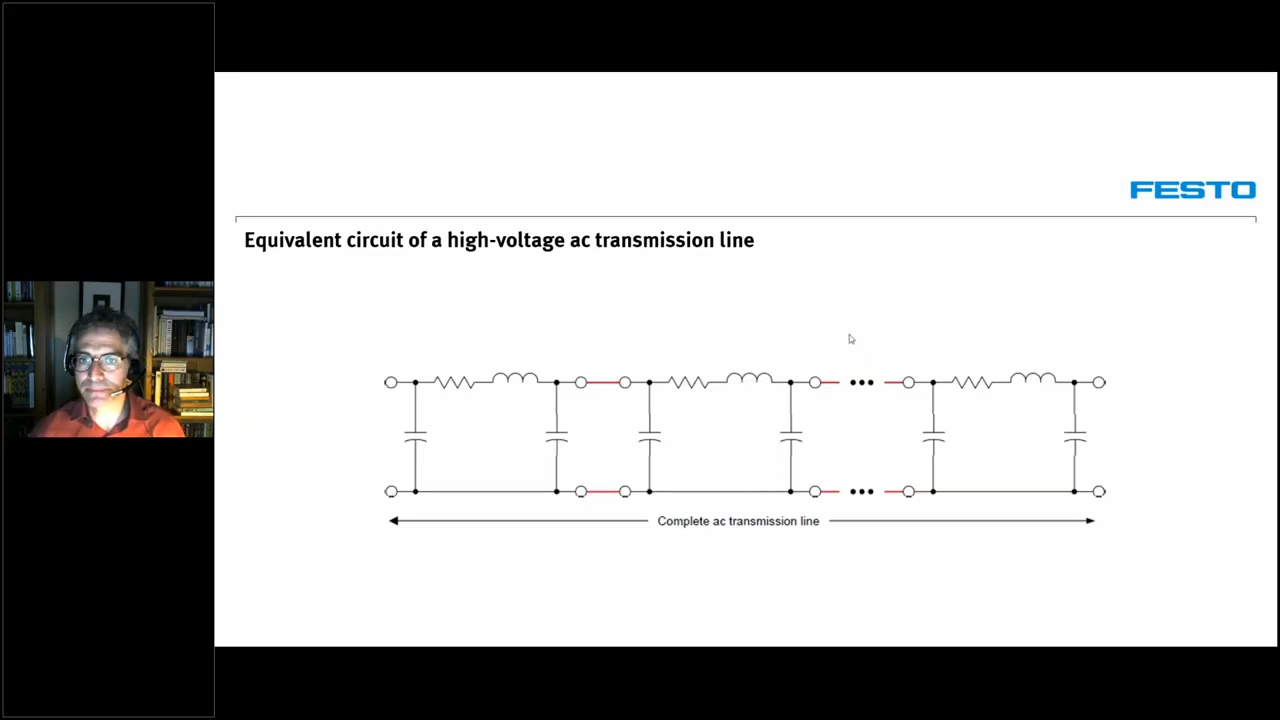 FESTO
Equivalent circuit of a high-voltage ac transmission line
Complete ac transmission line